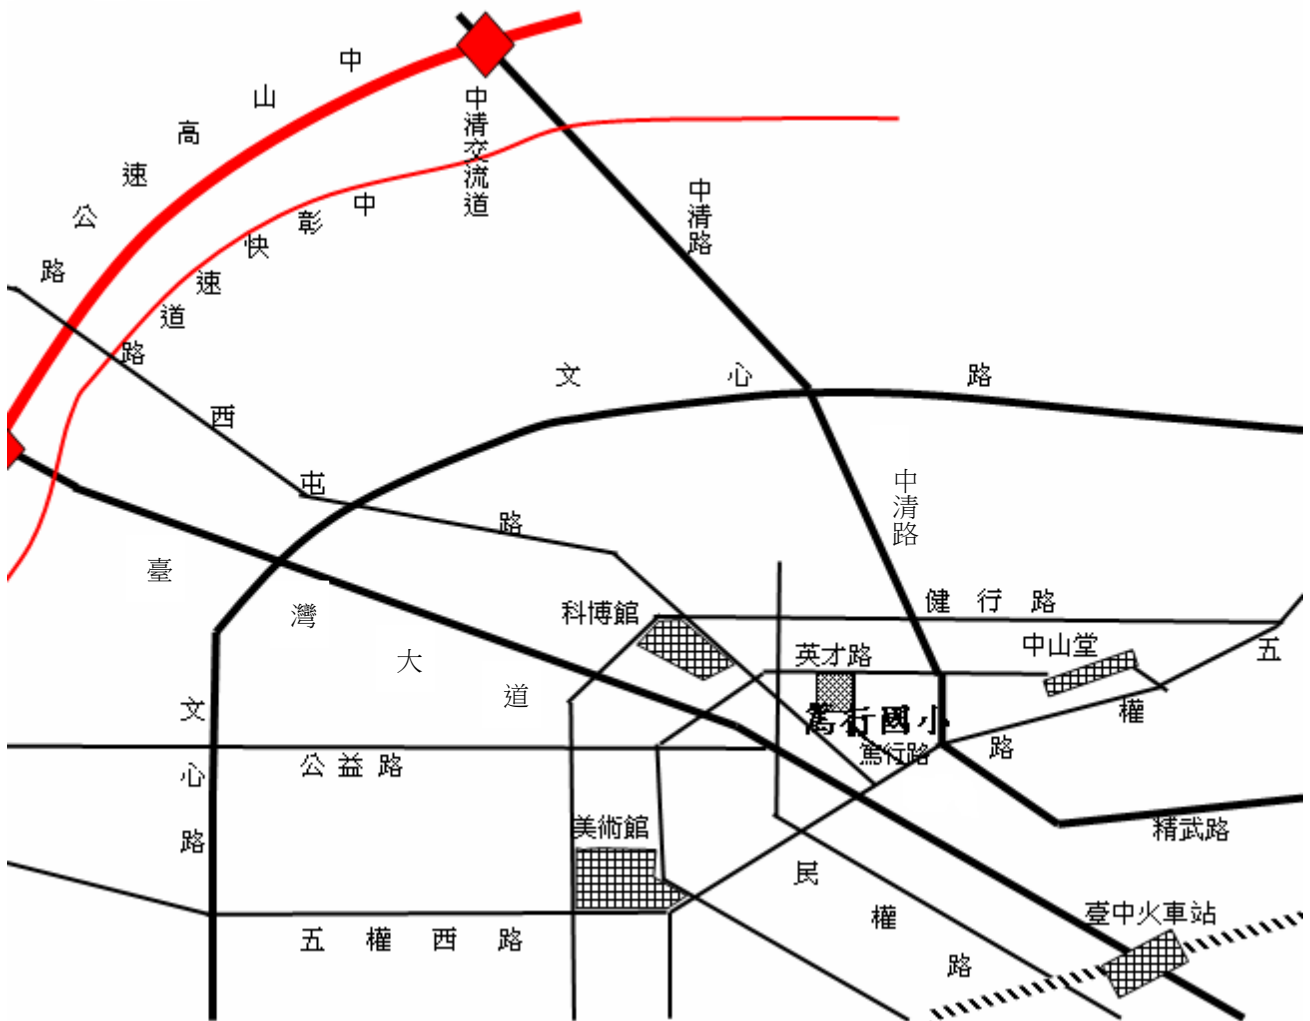 中山高速公路
中清交流道
中彰快速道路
中清路
西屯路
文心路
中清路
臺灣大道
科博館
健行路
英才路
中山堂
五權路
篤行國小
篤行路
文心路
公益路
美術館
精武路
民權路
臺中火車站
五權西路